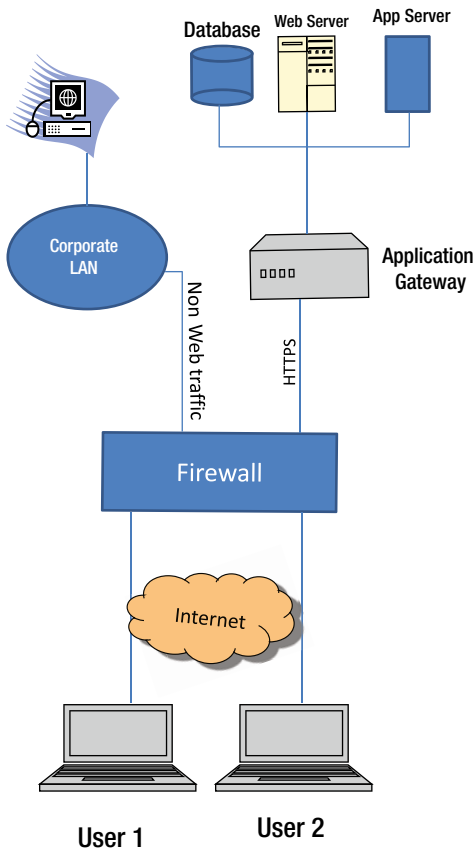 Database
Web Server
App Server
Corporate
LAN
Application
Gateway
Non Web traffic
HTTPS
Firewall
Internet
User 1
User 2